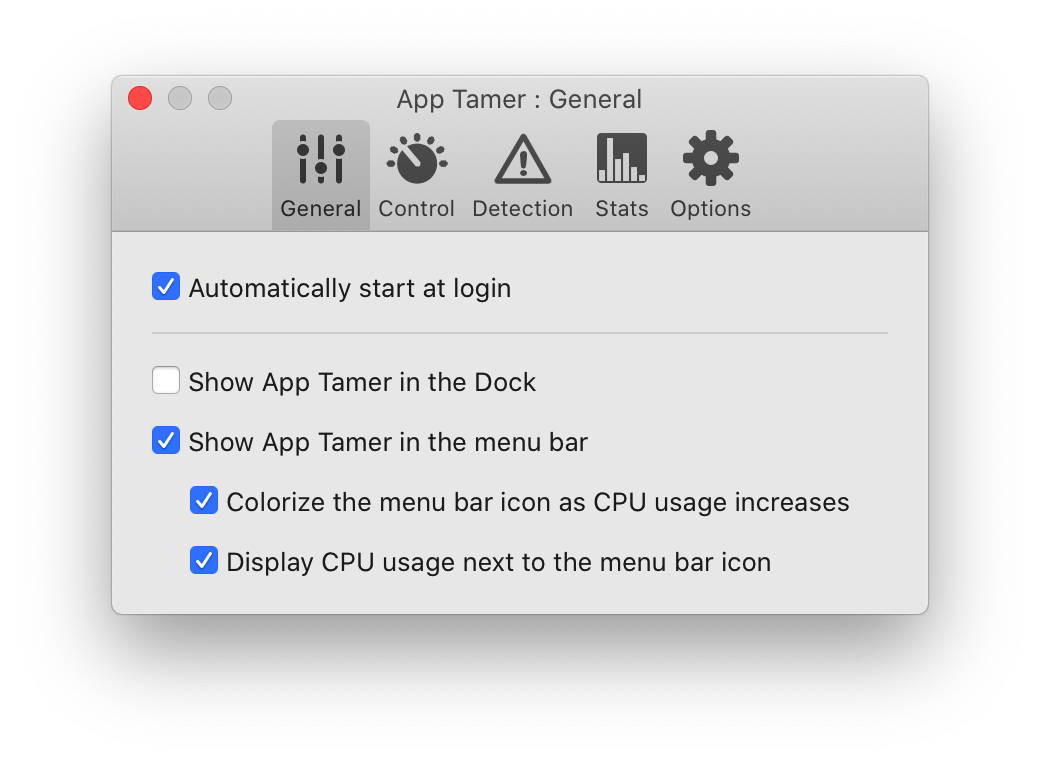 App Tamer : General
General Control Detection Stats Options
Automatically start at login
Show App Tamer in the Dock
Show App Tamer in the menu bar
Colorize the menu bar icon as CPU usage increases
Display CPU usage next to the menu bar icon